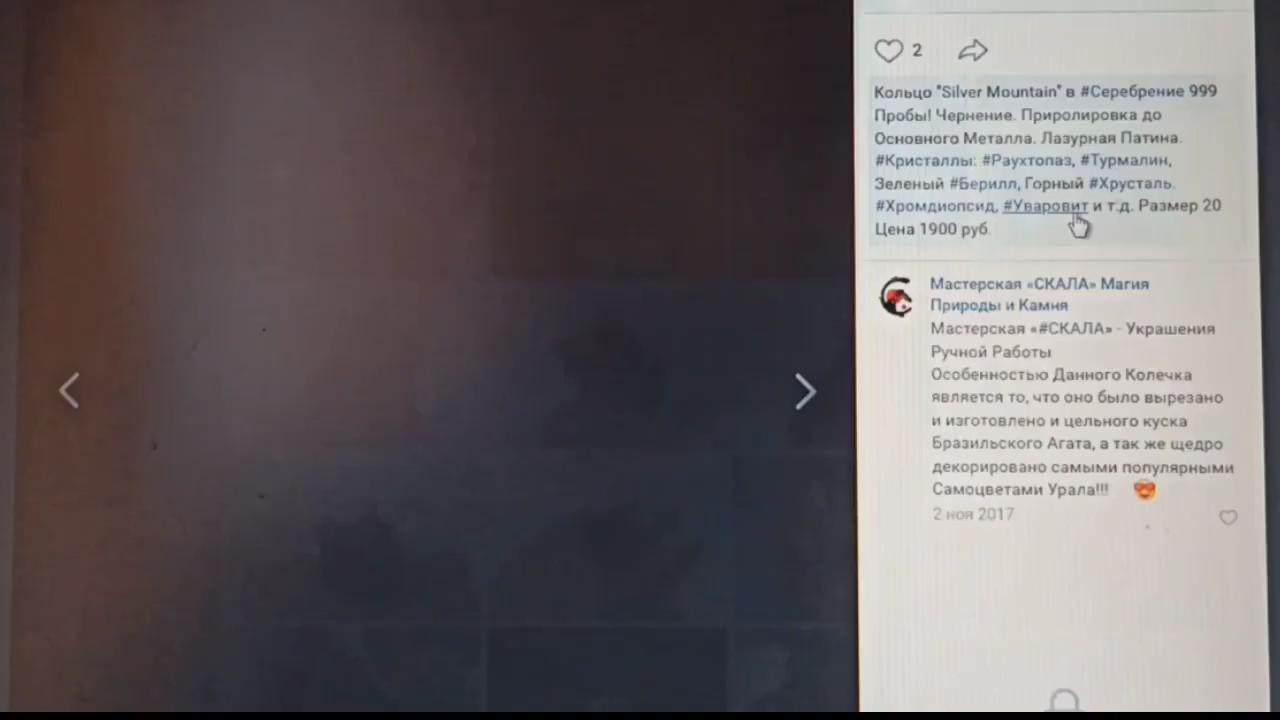 2
Кольцо "Silver Mountain" в #Серебрение 999
Пробы! Чернение. Приролировка до
Основного Металла. Лазурная Патина.
#Кристаллы: #Раухтопаз, #Турмалин,
Зеленый #Берилл, Горный #Хрусталь.
#Хромдиопсид, #Уваровит и т.д. Размер 20
Цена 1900 руб.
Мастерская «СКАЛА» Магия
Природы и Камня
Мастерская «#СКАЛА» - Украшения
Ручной Работы
Особенностью Данного Колечка
является то, что оно было вырезано
и изготовлено и цельного куска
Бразильского Агата, а так же щедро
декорировано самыми популярными
Самоцветами Урала!!!
2 ноя 2017